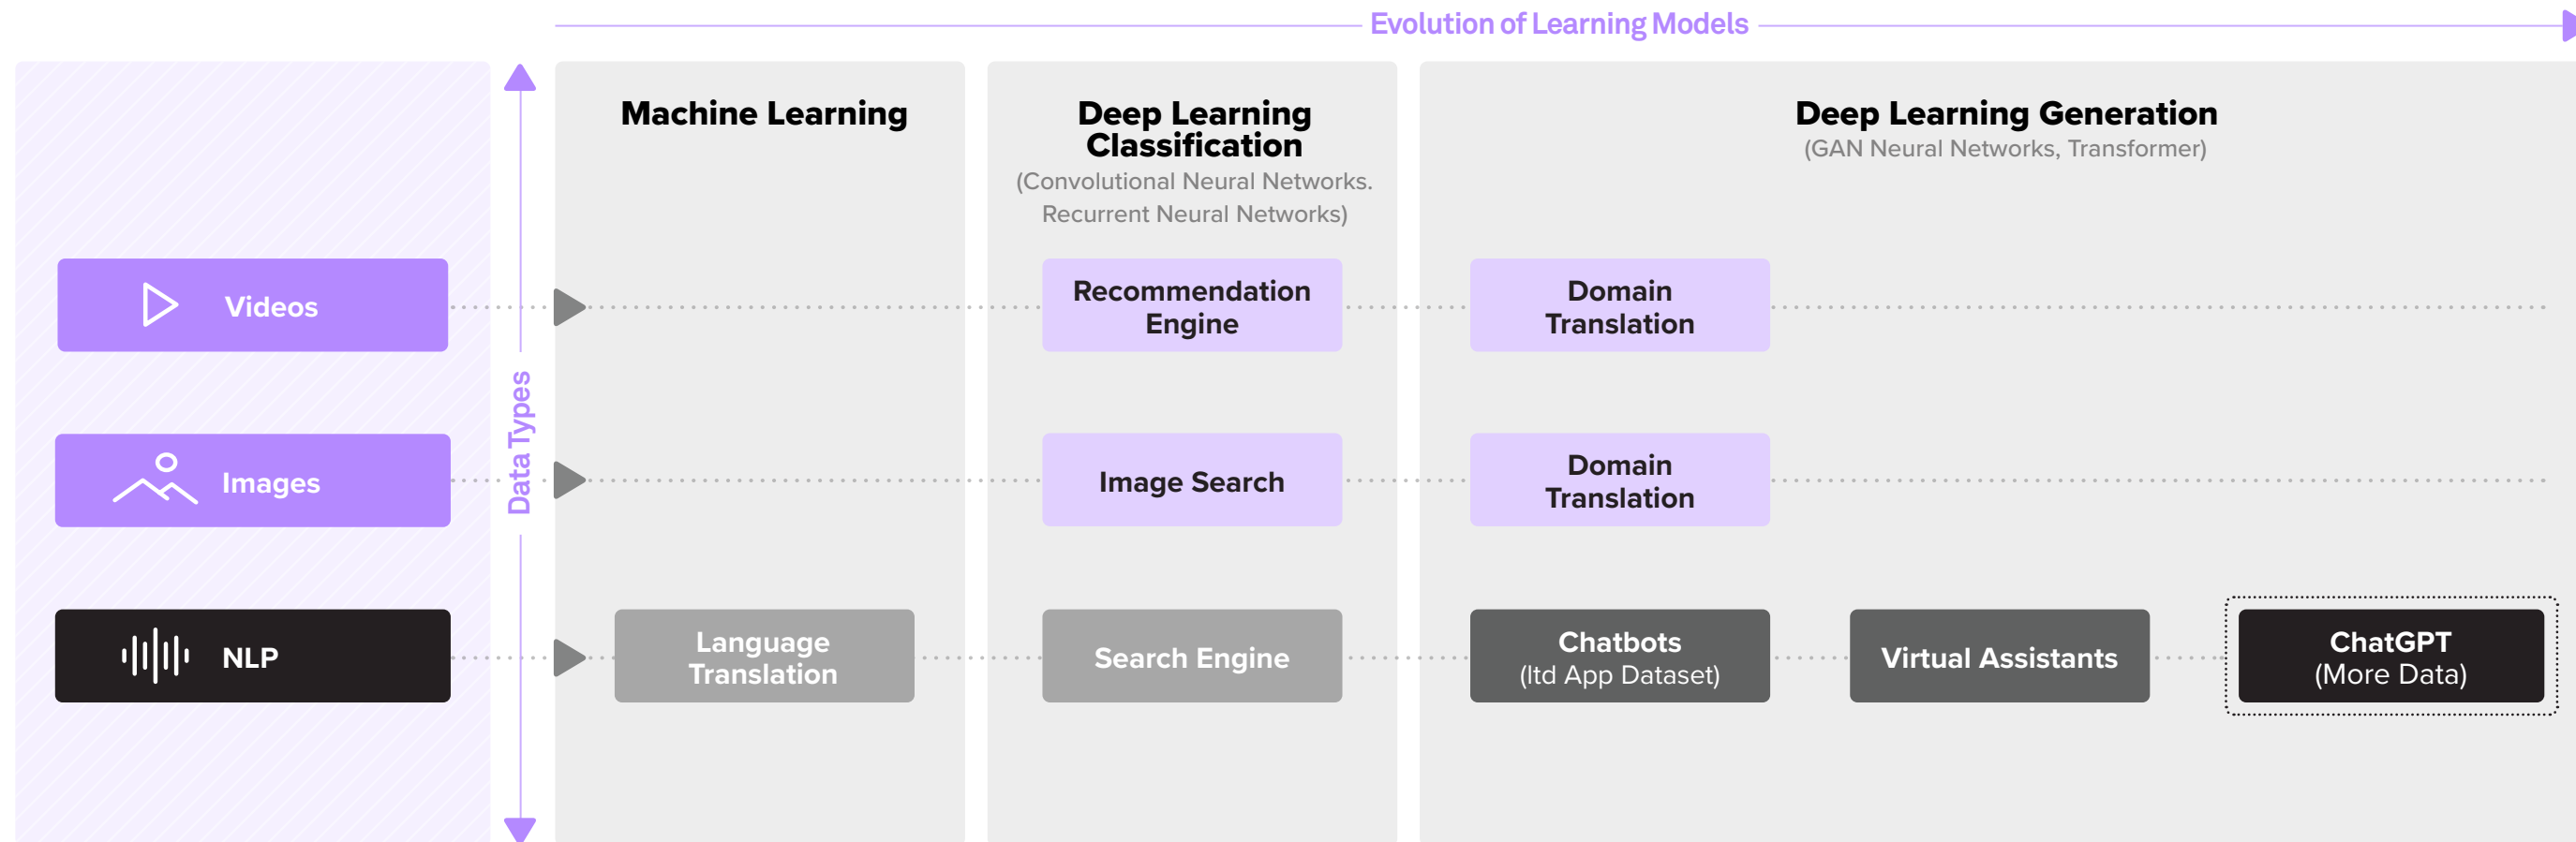 Evolution of Learning Models
Machine Learning
Deep Learning
Classification
(Convolutional Neural Networks.
Recurrent Neural Networks)
Deep Learning Generation
(GAN Neural Networks, Transformer)
Data Types
Videos
Recommendation
Engine
Domain
Translation
Images
Image Search
Domain
Translation
NLP
Language
Translation
Search Engine
Chatbots
(ltd App Dataset)
Virtual Assistants
ChatGPT
(More Data)